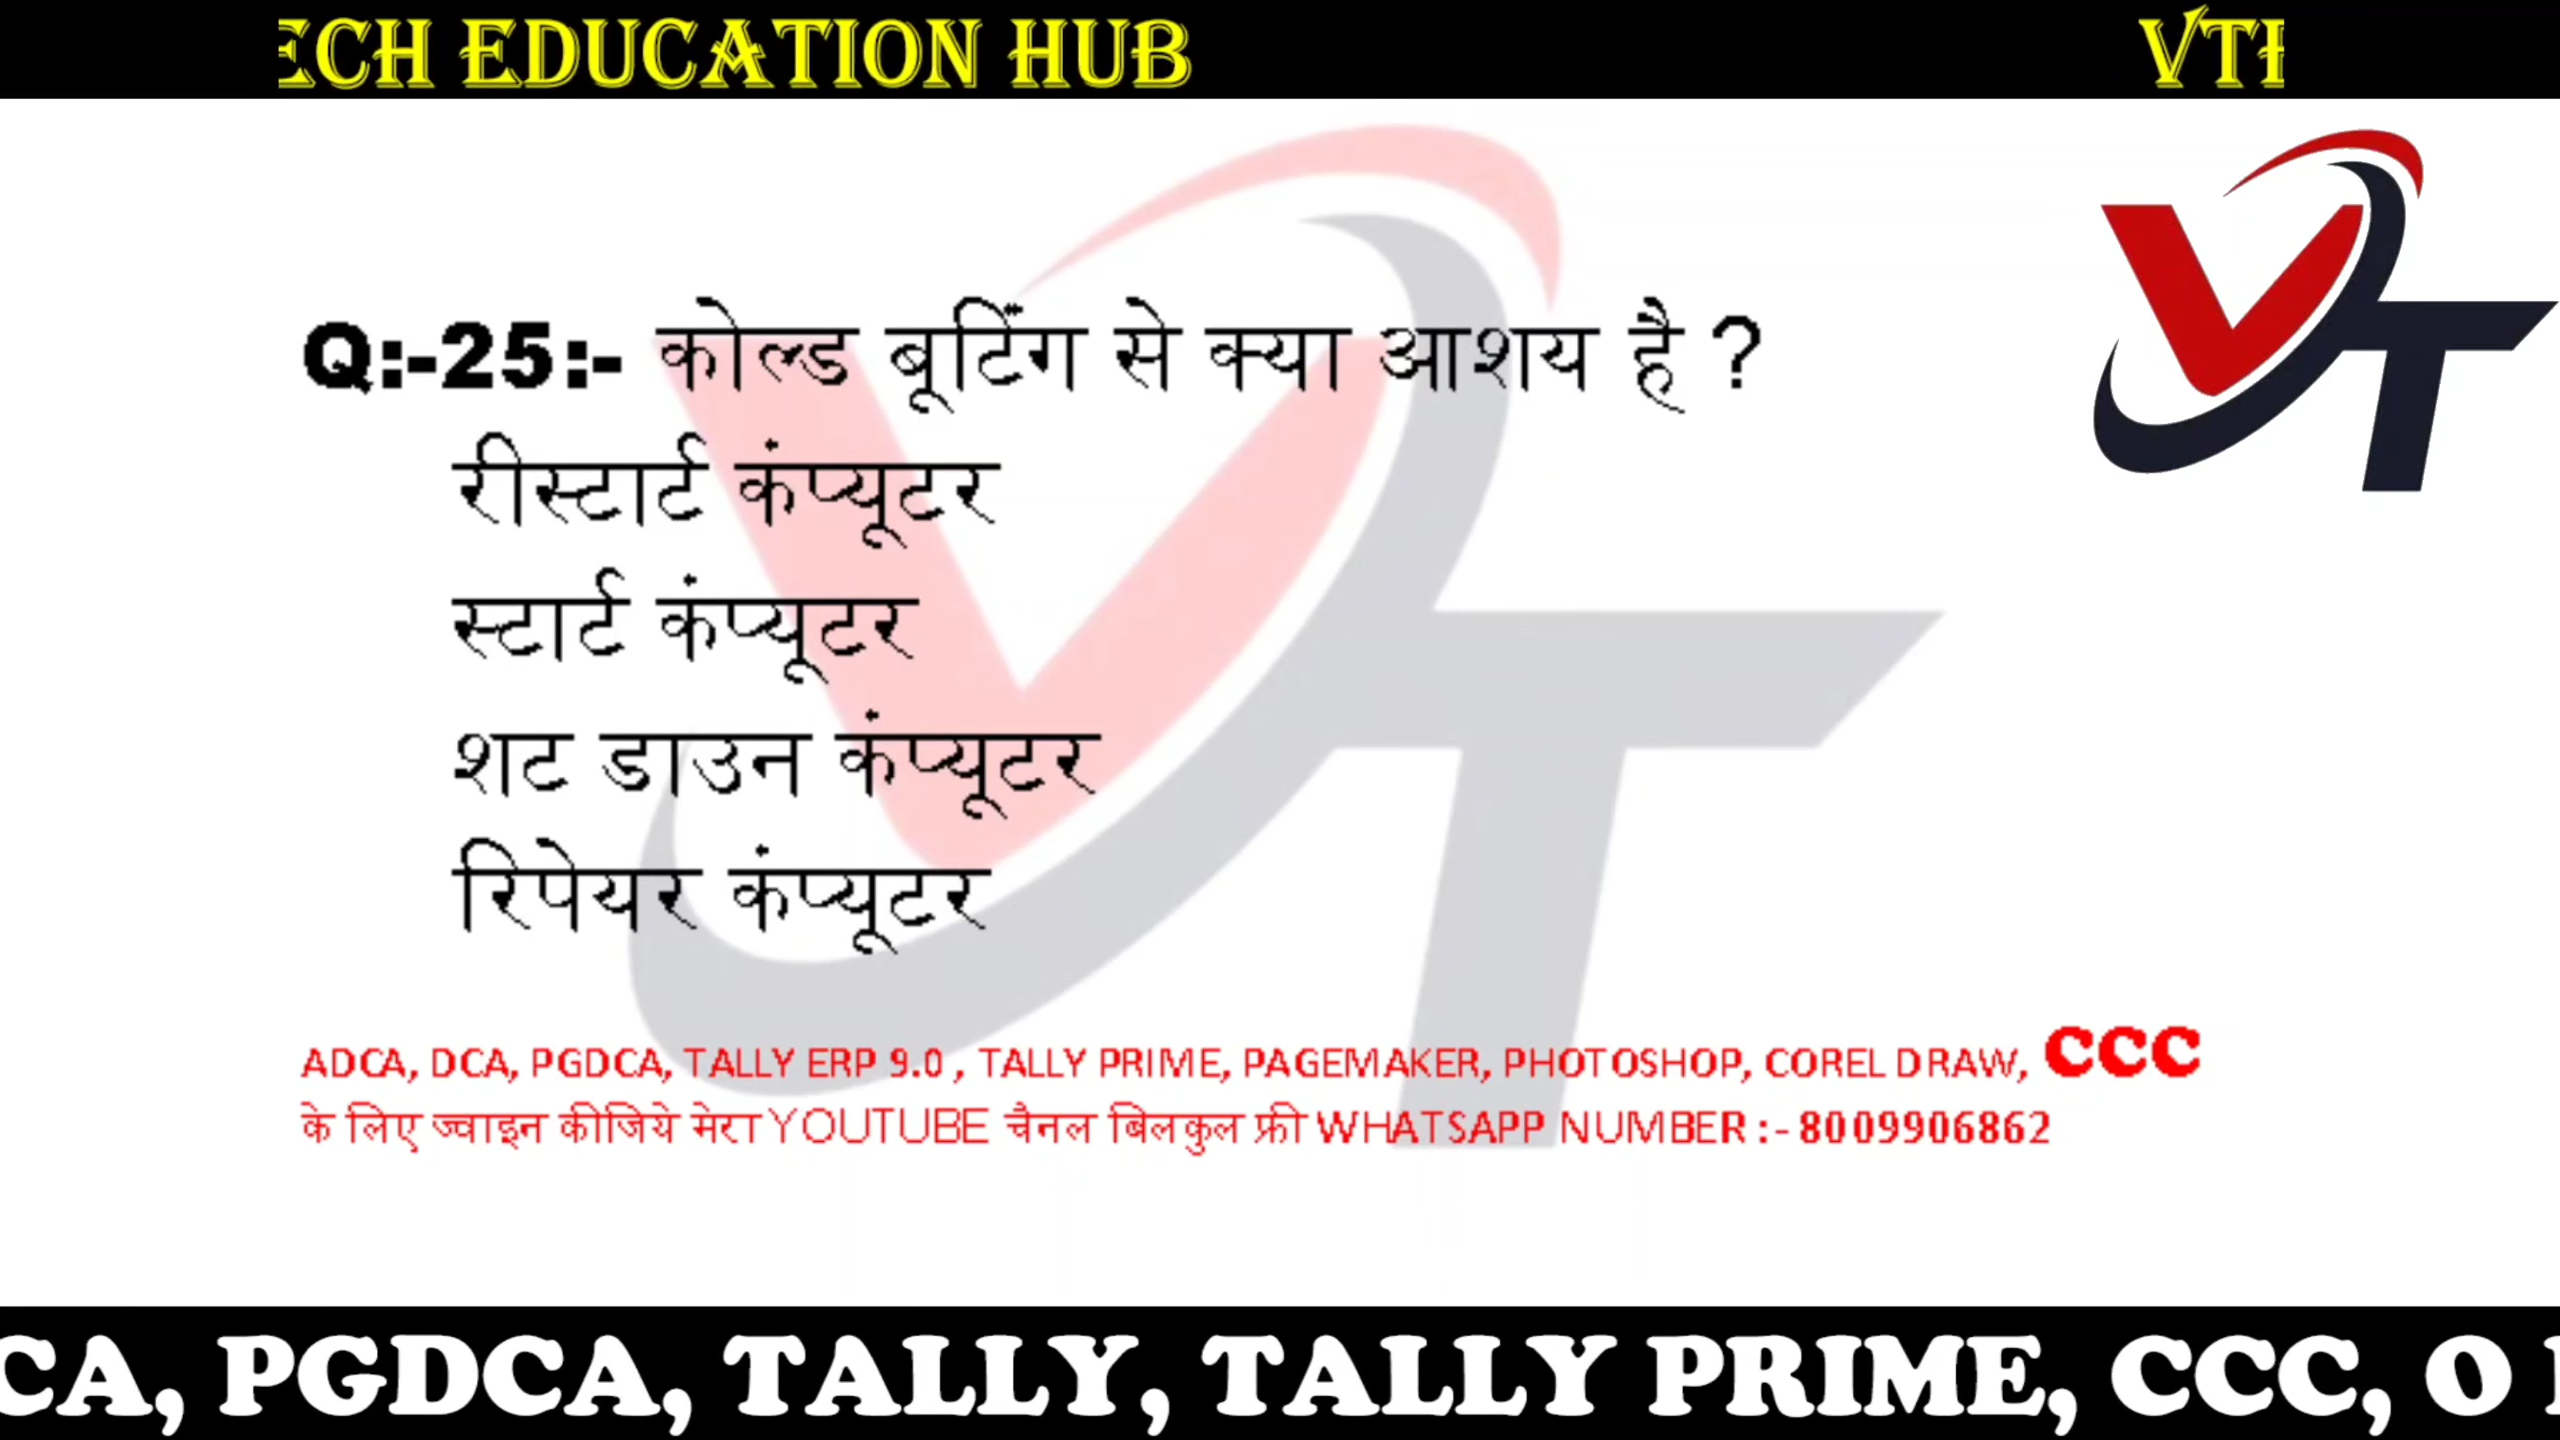 ECH EDUCATION HUB VTE
VT
Q:-25:- कोल्ड बूटिंग से क्या आशय है ?
रीस्टार्ट कंप्यूटर
स्टार्ट कंप्यूटर
शट डाउन कंप्यूटर
रिपेयर कंप्यूटर
ADCA, DCA, PGDCA, TALLY ERP 9.0 , TALLY PRIME, PAGEMAKER, PHOTOSHOP, COREL DRAW, CCC
के लिए ज्वाइन कीजिये मेरा YOUTUBE चैनल बिलकुल फ्री WHATSAPP NUMBER :- 8009906862
CA, PGDCA, TALLY, TALLY PRIME, CCC, O